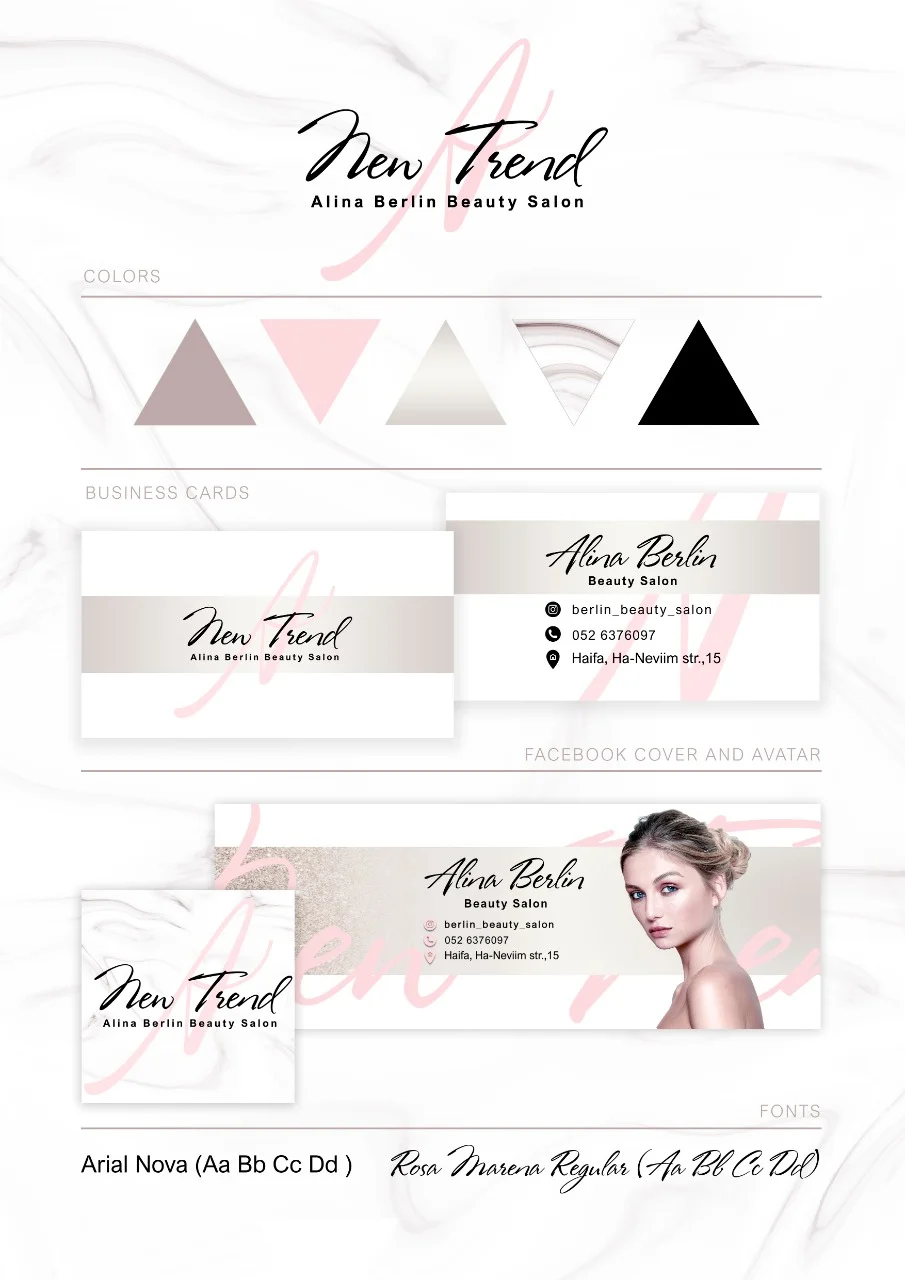 New Trend
Alina Berlin Beauty Salon
COLORS
BUSINESS CARDS
New Trend
Alina Berlin Beauty Salon
Alina Berlin
Beauty Salon
berlin_beauty_salon
052 6376097
Haifa, Ha-Neviim str.,15
FACEBOOK COVER AND AVATAR
Alina Berlin
Beauty Salon
berlin_beauty_salon
052 6376097
Haifa, Ha-Neviim str.,15
New Trend
Alina Berlin Beauty Salon
FONTS
Arial Nova (Aa Bb Cc Dd )
Rosa Marena Regular (Aa Bb Cc Dd)